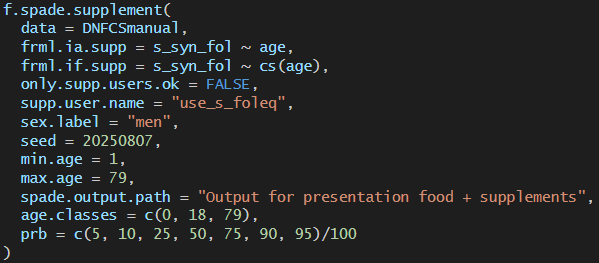 f.spade.supplement(
  data = DNFCSmanual,
  frml.ia.supp = s_syn_fol ~ age,
  frml.if.supp = s_syn_fol ~ cs(age),
  only.supp.users.ok = FALSE,
  supp.user.name = "use_s_foleq",
  sex.label = "men",
  seed = 20250807,
  min.age = 1,
  max.age = 79,
  spade.output.path = "Output for presentation food + supplements",
  age.classes = c(0, 18, 79),
  prb = c(5, 10, 25, 50, 75, 90, 95)/100
)